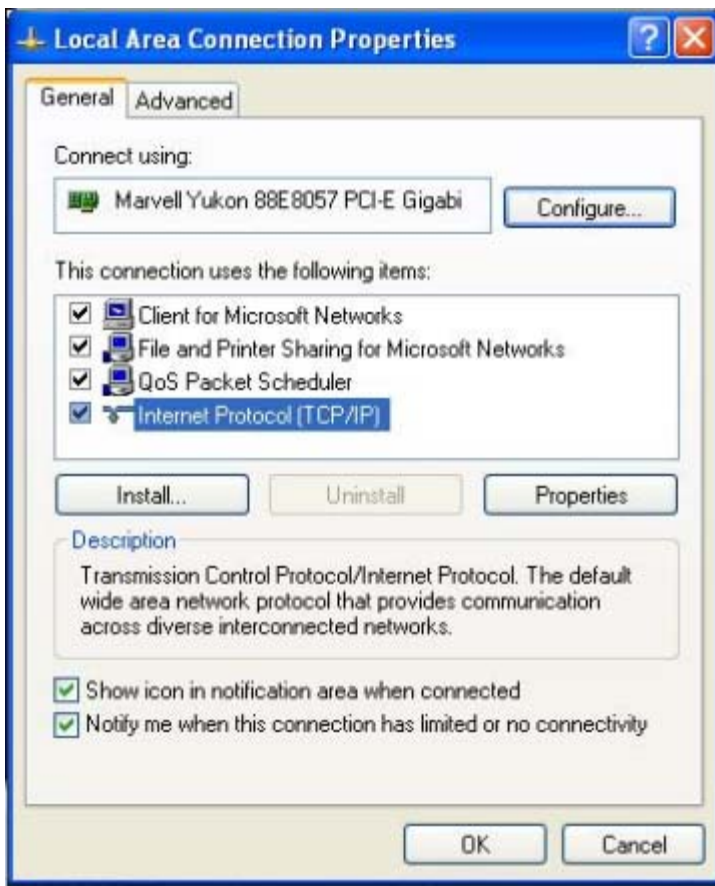 Local Area Connection Properties
General Advanced
Connect using:
Marvell Yukon 88E8057 PCI-E Gigabi Configure...
This connection uses the following items:
Client for Microsoft Networks
File and Printer Sharing for Microsoft Networks
QoS Packet Scheduler
Internet Protocol (TCP/IP)
Install... Uninstall Properties
Description
Transmission Control Protocol/Internet Protocol. The default
wide area network protocol that provides communication
across diverse interconnected networks.
Show icon in notification area when connected
Notify me when this connection has limited or no connectivity
OK Cancel